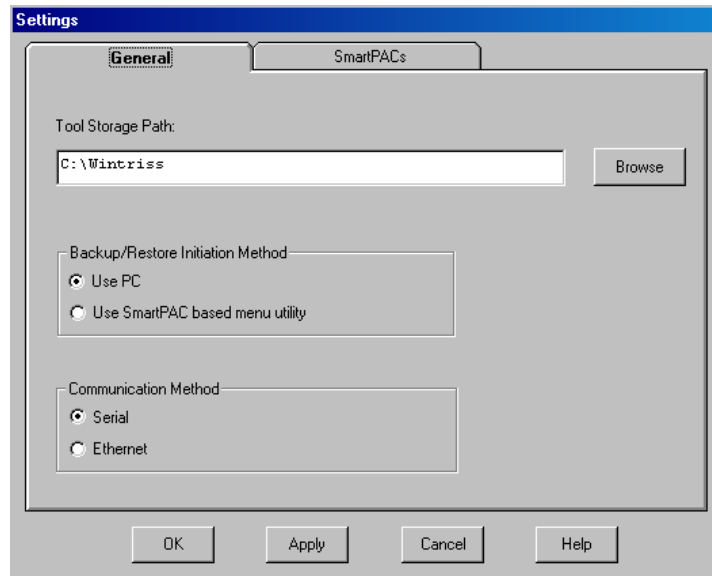 Settings
General
SmartPACs
Tool Storage Path:
C:\Wintriss
Browse
Backup/Restore Initiation Method
Use PC
Use SmartPAC based menu utility
Communication Method
Serial
Ethernet
OK
Apply
Cancel
Help